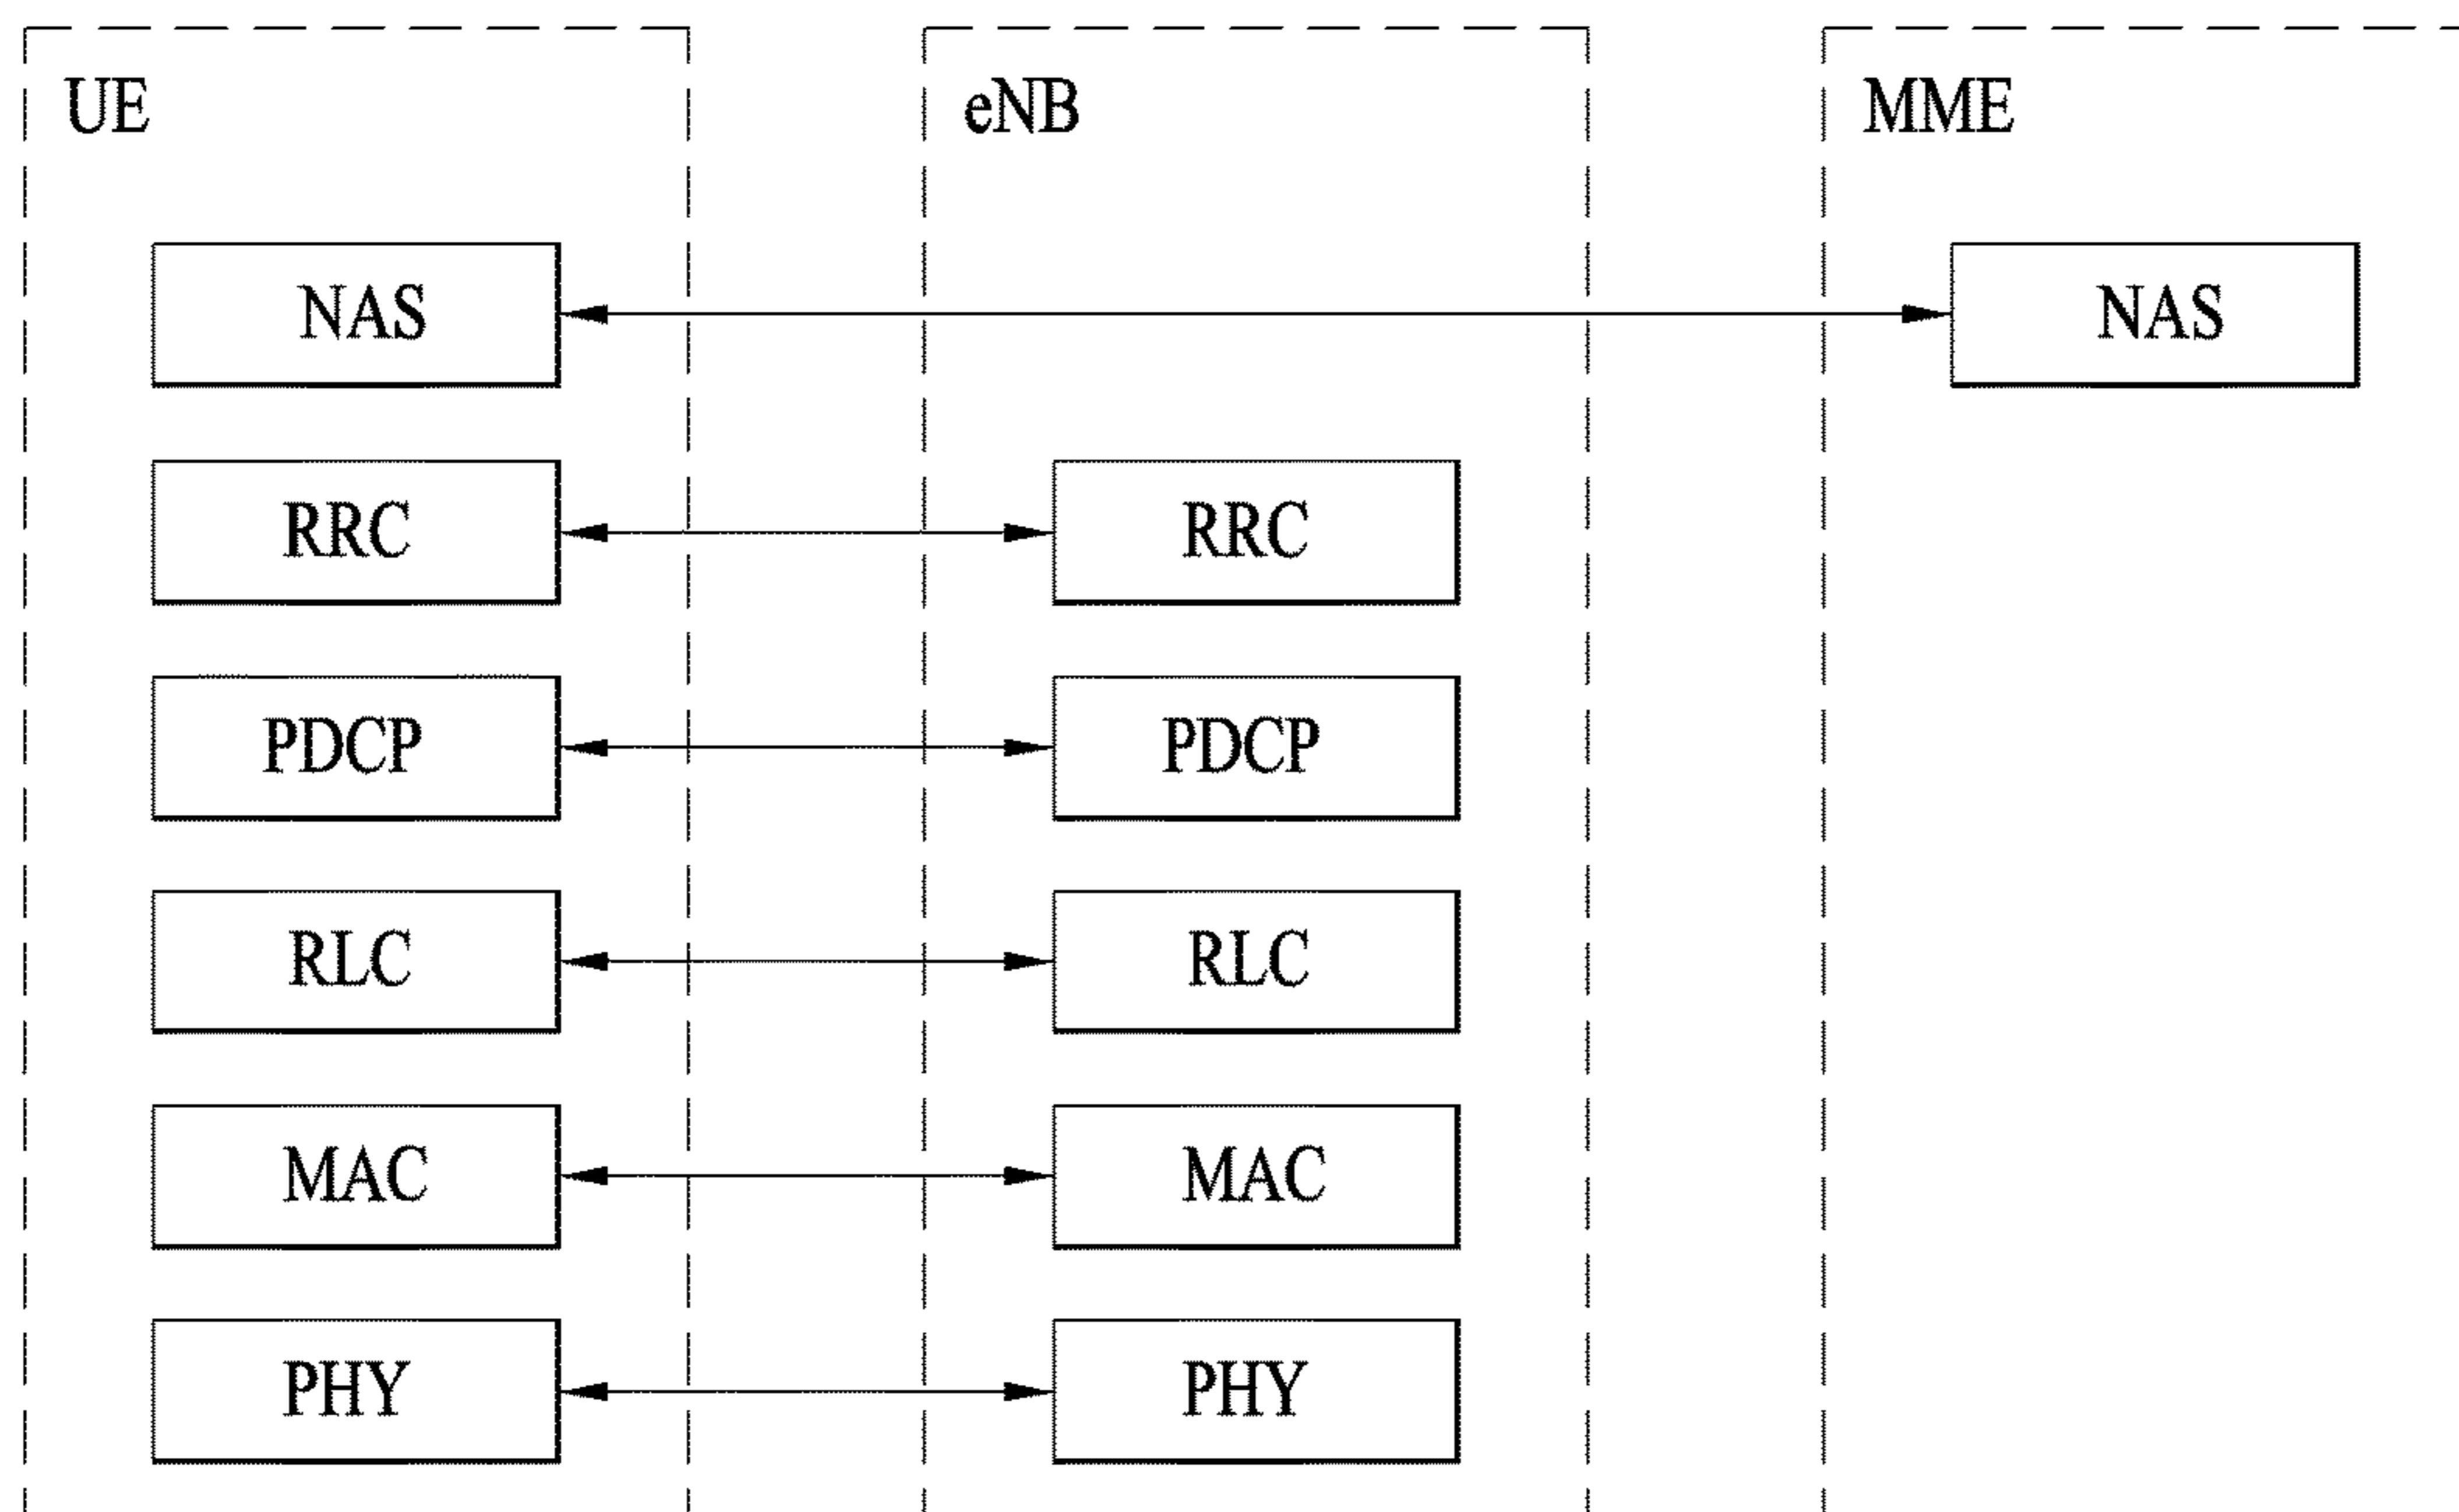 UE eNB MME
NAS NAS
RRC RRC
PDCP PDCP
RLC RLC
MAC MAC
PHY PHY